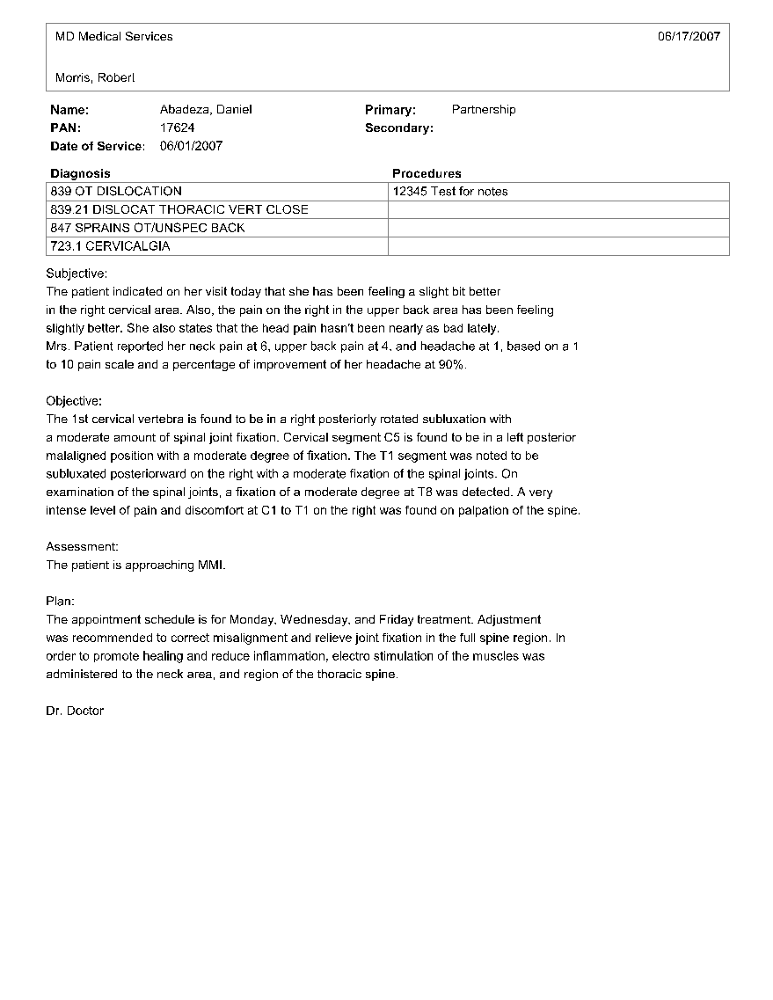 MD Medical Services 06/17/2007
Morris, Robert
Name: Abadeza, Daniel Primary: Partnership
PAN: 17624 Secondary:
Date of Service: 06/01/2007
Diagnosis Procedures
839 OT DISLOCATION 12345 Test for notes
839.21 DISLOCAT THORACIC VERT CLOSE
847 SPRAINS OT/UNSPEC BACK
723.1 CERVICALGIA
Subjective:
The patient indicated on her visit today that she has been feeling a slight bit better
in the right cervical area. Also, the pain on the right in the upper back area has been feeling
slightly better. She also states that the head pain hasn't been nearly as bad lately.
Mrs. Patient reported her neck pain at 6, upper back pain at 4, and headache at 1, based on a 1
to 10 pain scale and a percentage of improvement of her headache at 90%.
Objective:
The 1st cervical vertebra is found to be in a right posteriorly rotated subluxation with
a moderate amount of spinal joint fixation. Cervical segment C5 is found to be in a left posterior
malaligned position with a moderate degree of fixation. The T1 segment was noted to be
subluxated posteriorward on the right with a moderate fixation of the spinal joints. On
examination of the spinal joints, a fixation of a moderate degree at T8 was detected. A very
intense level of pain and discomfort at C1 to T1 on the right was found on palpation of the spine.
Assessment:
The patient is approaching MMI.
Plan:
The appointment schedule is for Monday, Wednesday, and Friday treatment. Adjustment
was recommended to correct misalignment and relieve joint fixation in the full spine region. In
order to promote healing and reduce inflammation, electro stimulation of the muscles was
administered to the neck area, and region of the thoracic spine.
Dr. Doctor